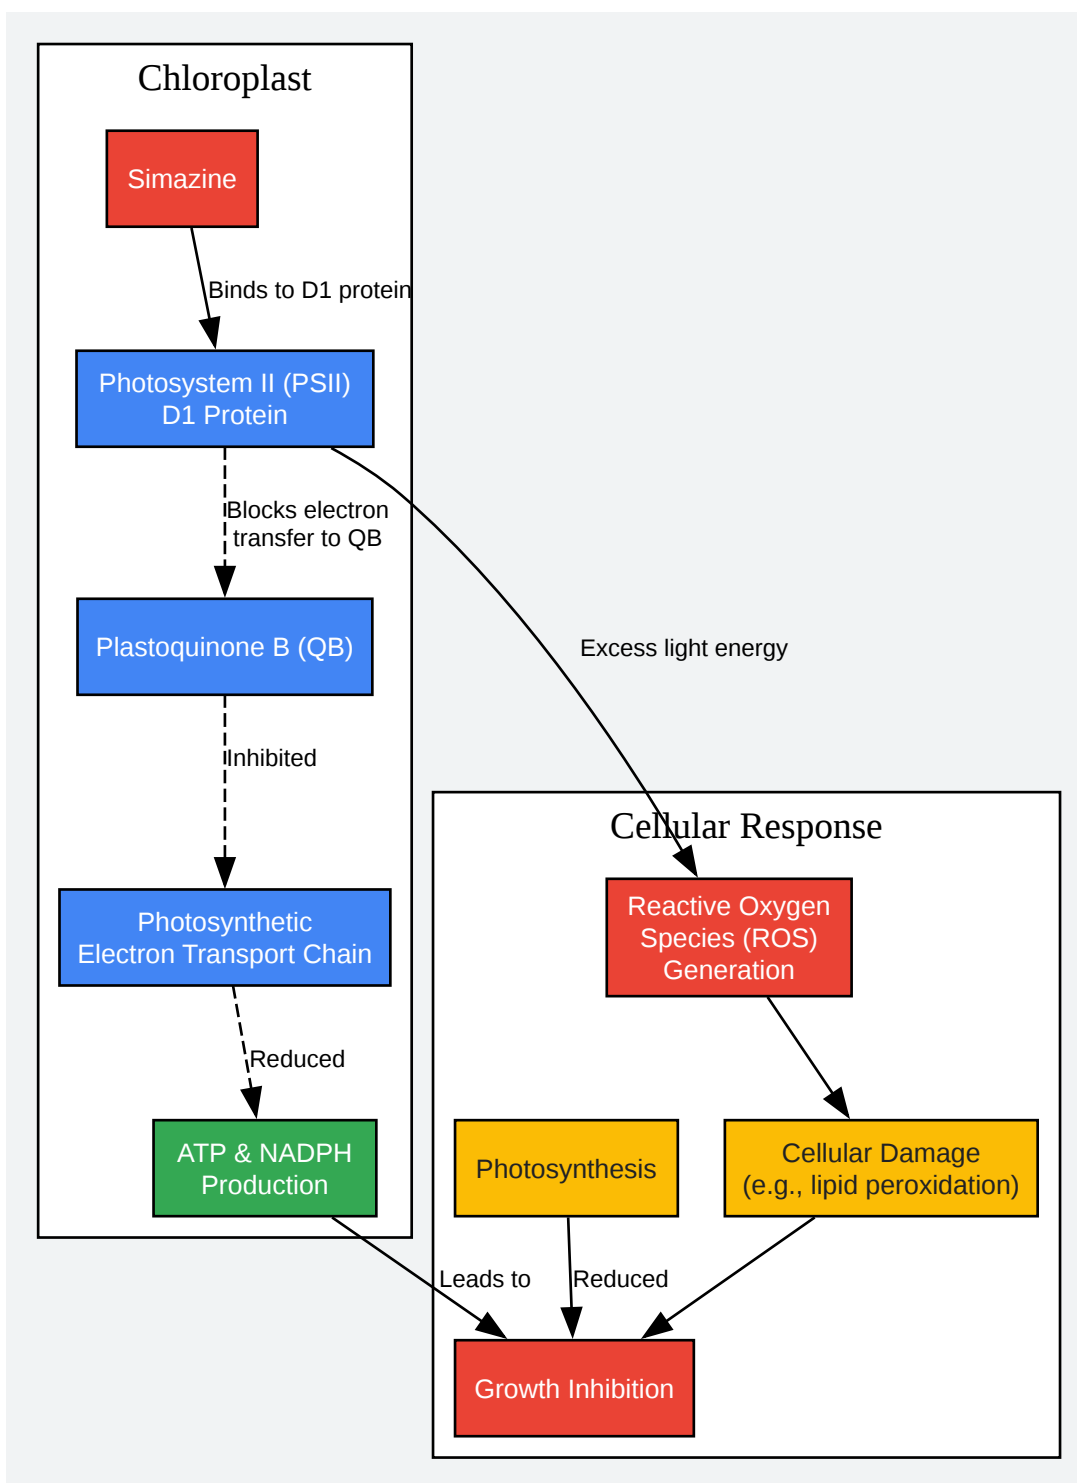 Chloroplast
Simazine
Binds to D1 protein
Photosystem II (PSII)
D1 Protein
Blocks electron
transfer to QB
Plastoquinone B (QB)
Excess light energy
Inhibited
Cellular Response
Photosynthetic
Electron Transport Chain
Reactive Oxygen
Species (ROS)
Generation
Reduced
ATP & NADPH
Production
Photosynthesis
Cellular Damage
(e.g., lipid peroxidation)
Leads to
Reduced
Growth Inhibition